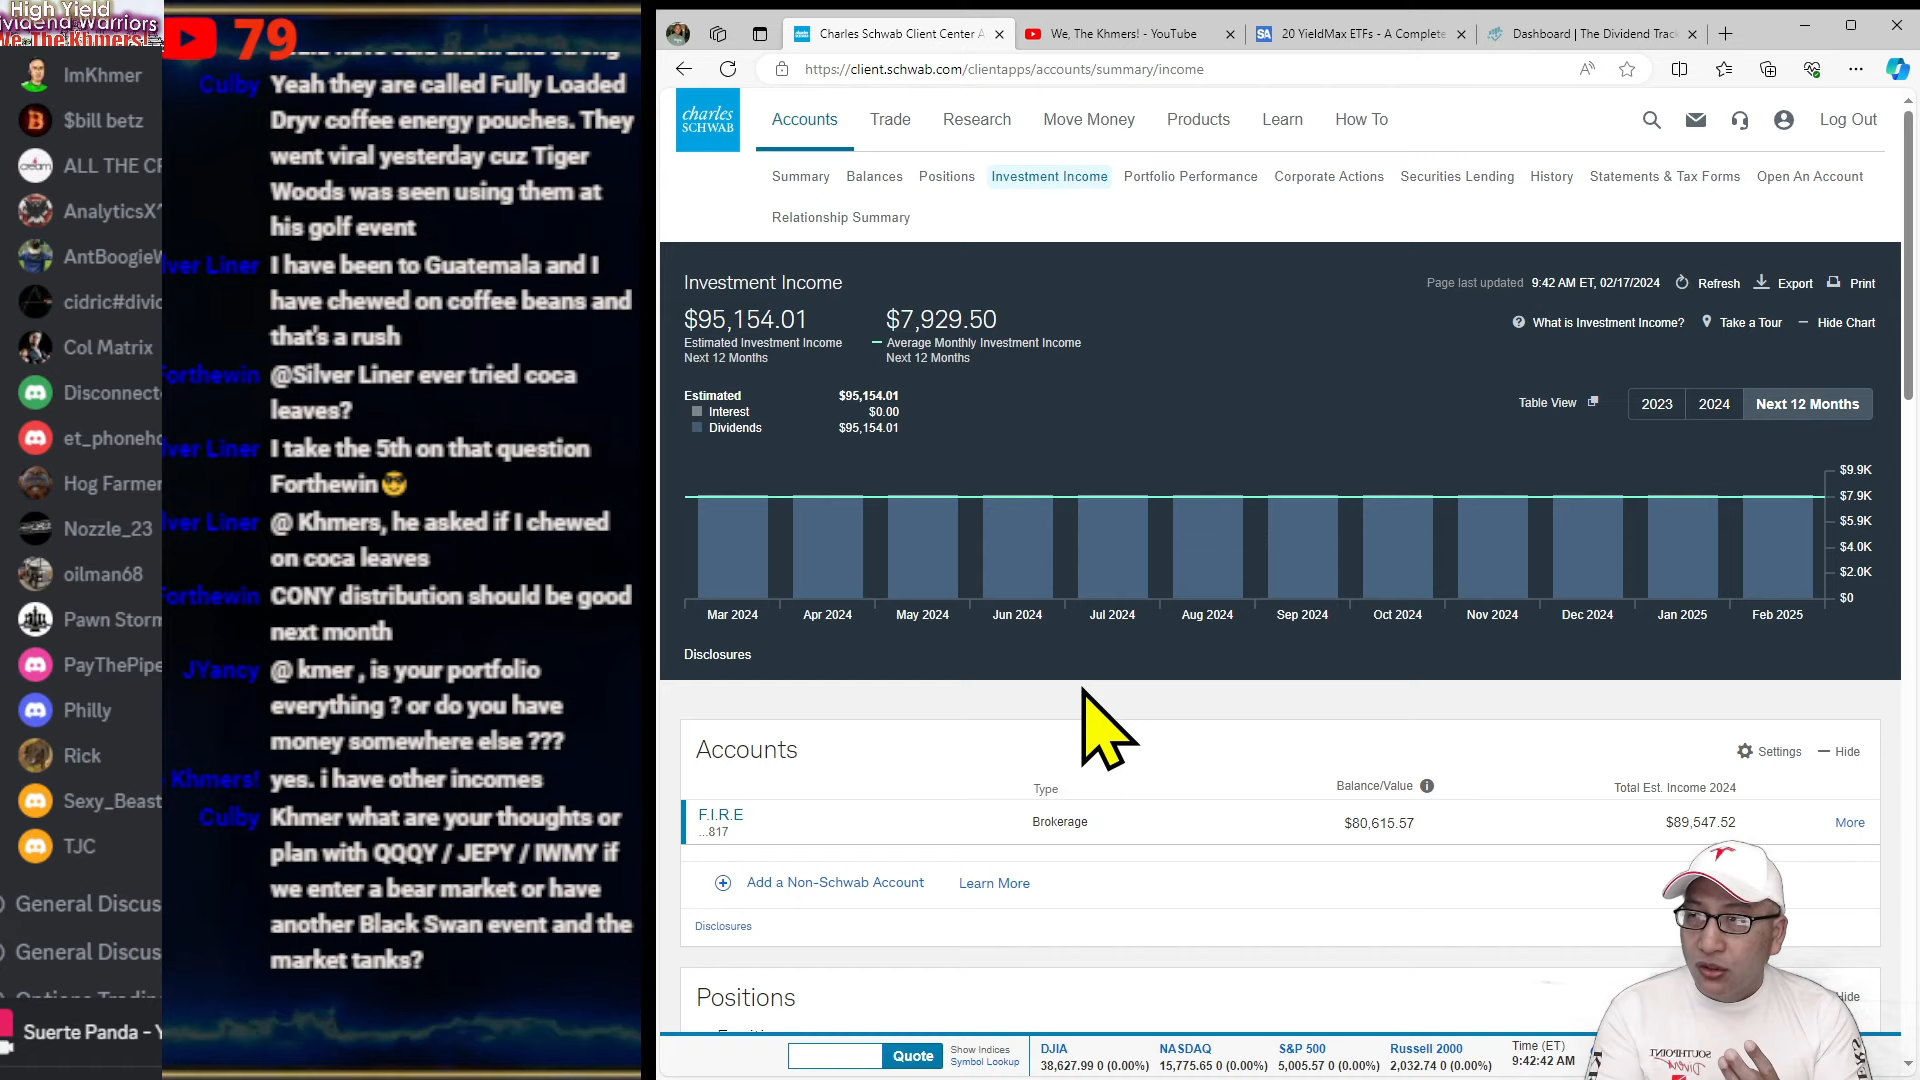 High Yield
Dividend Warriors
We, The Khmers!
ImKhmer
$bill betz
ALL THE CR
AnalyticsX
AntBoogieW
cidric#divid
Col Matrix
Disconnect
et_phoneho
Hog Farmer
Nozzle_23
oilman68
Pawn Storm
PayThePipe
Philly
Rick
Sexy_Beast
TJC
General Discus
General Discus
Suerte Panda - Y
79
Culby Yeah they are called Fully Loaded
Dryv coffee energy pouches. They
went viral yesterday cuz Tiger
Woods was seen using them at
his golf event
lver Liner I have been to Guatemala and I
have chewed on coffee beans and
that's a rush
Forthewin @Silver Liner ever tried coca
leaves?
lver Liner I take the 5th on that question
Forthewin😎
lver Liner @ Khmers, he asked if I chewed
on coca leaves
Forthewin CONY distribution should be good
next month
JYancy @ kmer , is your portfolio
everything ? or do you have
money somewhere else ???
Khmers! yes. i have other incomes
Culby Khmer what are your thoughts or
plan with QQQY / JEPY / IWMY if
we enter a bear market or have
another Black Swan event and the
market tanks?
Charles Schwab Client Center A
We, The Khmers! - YouTube
SA 20 YieldMax ETFs - A Complete
Dashboard | The Dividend Track
https://client.schwab.com/clientapps/accounts/summary/income
charles SCHWAB
Accounts Trade Research Move Money Products Learn How To Log Out
Summary Balances Positions Investment Income Portfolio Performance Corporate Actions Securities Lending History Statements & Tax Forms Open An Account
Relationship Summary
Investment Income
Page last updated 9:42 AM ET, 02/17/2024 Refresh Export Print
$95,154.01 $7,929.50
Estimated Investment Income
Next 12 Months
Average Monthly Investment Income
Next 12 Months
What is Investment Income? Take a Tour Hide Chart
Estimated $95,154.01
Interest $0.00
Dividends $95,154.01
Table View 2023 2024 Next 12 Months
$9.9K
$7.9K
$5.9K
$4.0K
$2.0K
$0
Mar 2024 Apr 2024 May 2024 Jun 2024 Jul 2024 Aug 2024 Sep 2024 Oct 2024 Nov 2024 Dec 2024 Jan 2025 Feb 2025
Disclosures
Accounts
Settings Hide
Type Balance/Value Total Est. Income 2024
F.I.R.E
...817
Brokerage $80,615.57 $89,547.52 More
Add a Non-Schwab Account Learn More
Disclosures
Positions
Hide
Quote
Show Indices
Symbol Lookup
DJIA
38,627.99 0 (0.00%)
NASDAQ
15,775.65 0 (0.00%)
S&P 500
5,005.57 0 (0.00%)
Russell 2000
2,032.74 0 (0.00%)
Time (ET)
9:42:42 AM
SOUTHPOINT